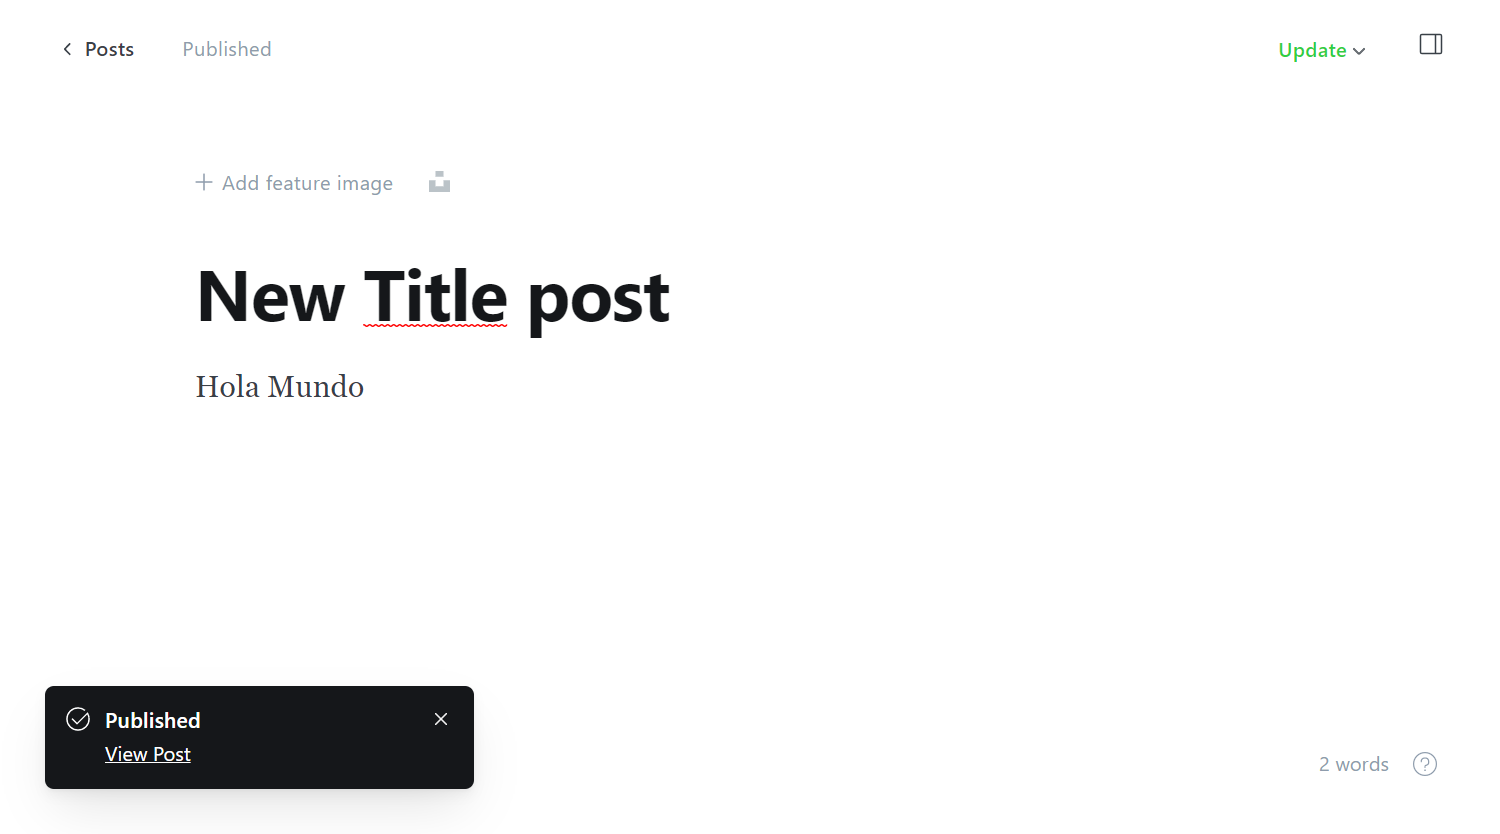 Posts Published Update
Add feature image
New Title post
Hola Mundo
Published
View Post
2 words ?